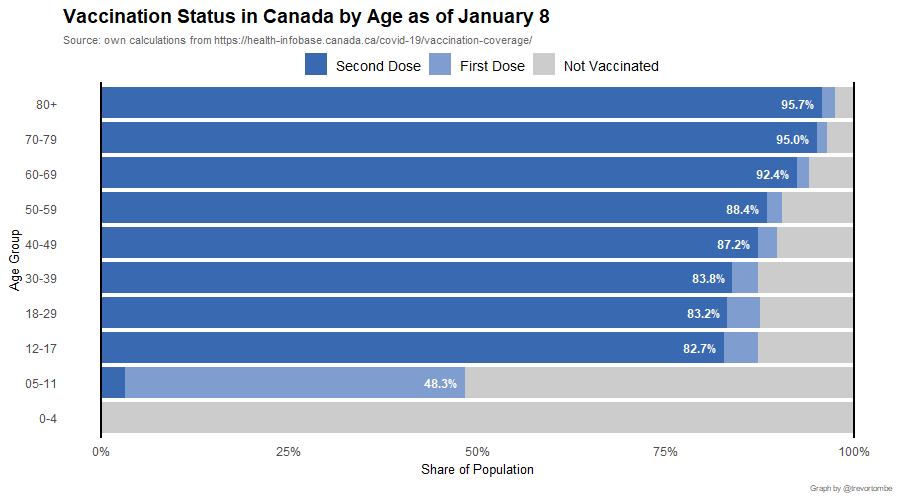 Vaccination Status in Canada by Age as of January 8
Source: own calculations from https://health-infobase.canada.ca/covid-19/vaccination-coverage/
Second Dose First Dose Not Vaccinated
Age Group
80+ 95.7%
70-79 95.0%
60-69 92.4%
50-59 88.4%
40-49 87.2%
30-39 83.8%
18-29 83.2%
12-17 82.7%
05-11 48.3%
0-4
0% 25% 50% 75% 100%
Share of Population
Graph by @trevortombe